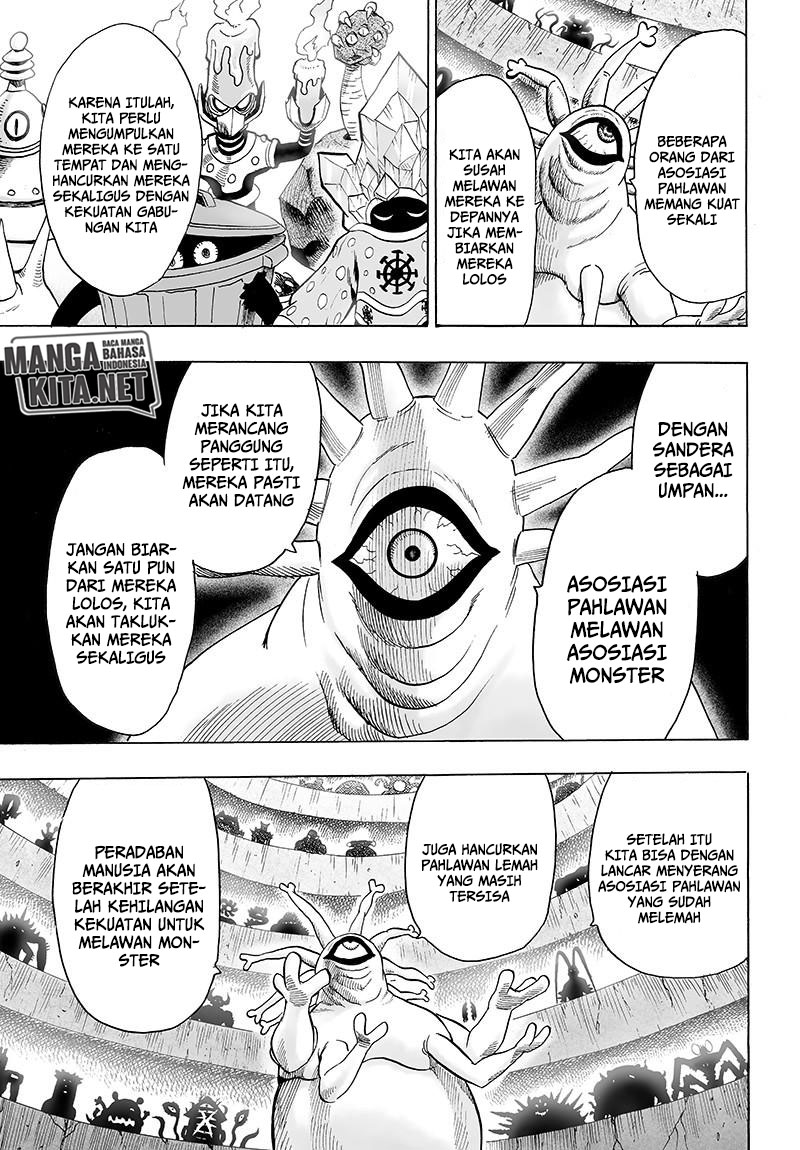 BEBERAPA
ORANG DARI
ASOSIASI
PAHLAWAN
MEMANG KUAT
SEKALI
KITA AKAN
SUSAH
MELAWAN
MEREKA KE
DEPANNYA
JIKA MEM-
BIARKAN
MEREKA
LOLOS
KARENA ITULAH,
KITA PERLU
MENGUMPULKAN
MEREKA KE SATU
TEMPAT DAN MENG-
HANCURKAN MEREKA
SEKALIGUS DENGAN
KEKUATAN GABU-
NGAN KITA
MANGA
KITA.NET
BACA MANGA
BAHASA
INDONESIA
DENGAN
SANDERA
SEBAGAI
UMPAN...
ASOSIASI
PAHLAWAN
MELAWAN
ASOSIASI
MONSTER
JIKA KITA
MERANCANG
PANGGUNG
SEPERTI ITU,
MEREKA PASTI
AKAN DATANG
JANGAN BIAR-
KAN SATU PUN
DARI MEREKA
LOLOS, KITA
AKAN TAKLUK-
KAN MEREKA
SEKALIGUS
SETELAH ITU
KITA BISA DENGAN
LANCAR MENYERANG
ASOSIASI PAHLAWAN
YANG SUDAH
MELEMAH
JUGA HANCURKAN
PAHLAWAN LEMAH
YANG MASIH
TERSISA
PERADABAN
MANUSIA AKAN
BERAKHIR SETE-
LAH KEHILANGAN
KEKUATAN UNTUK
MELAWAN MON-
STER